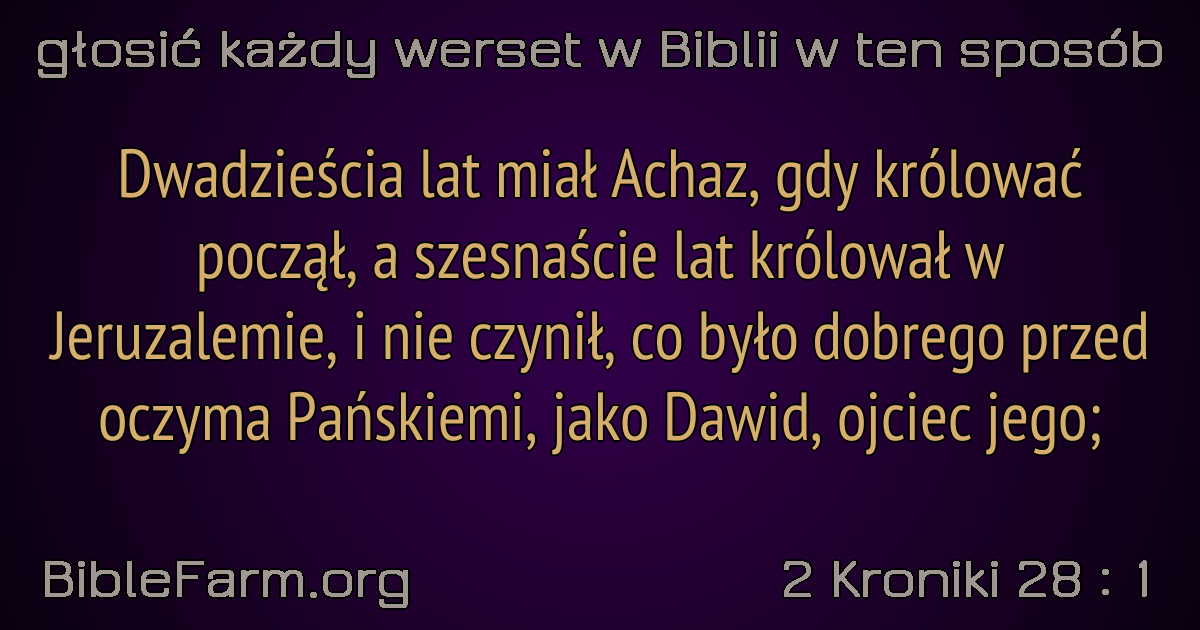 głosić każdy werset w Biblii w ten sposób
Dwadzieścia lat miał Achaz, gdy królować
począł, a szesnaście lat królował w
Jeruzalemie, i nie czynił, co było dobrego przed
oczyma Pańskiemi, jako Dawid, ojciec jego;
BibleFarm.org
2 Kroniki 28 : 1